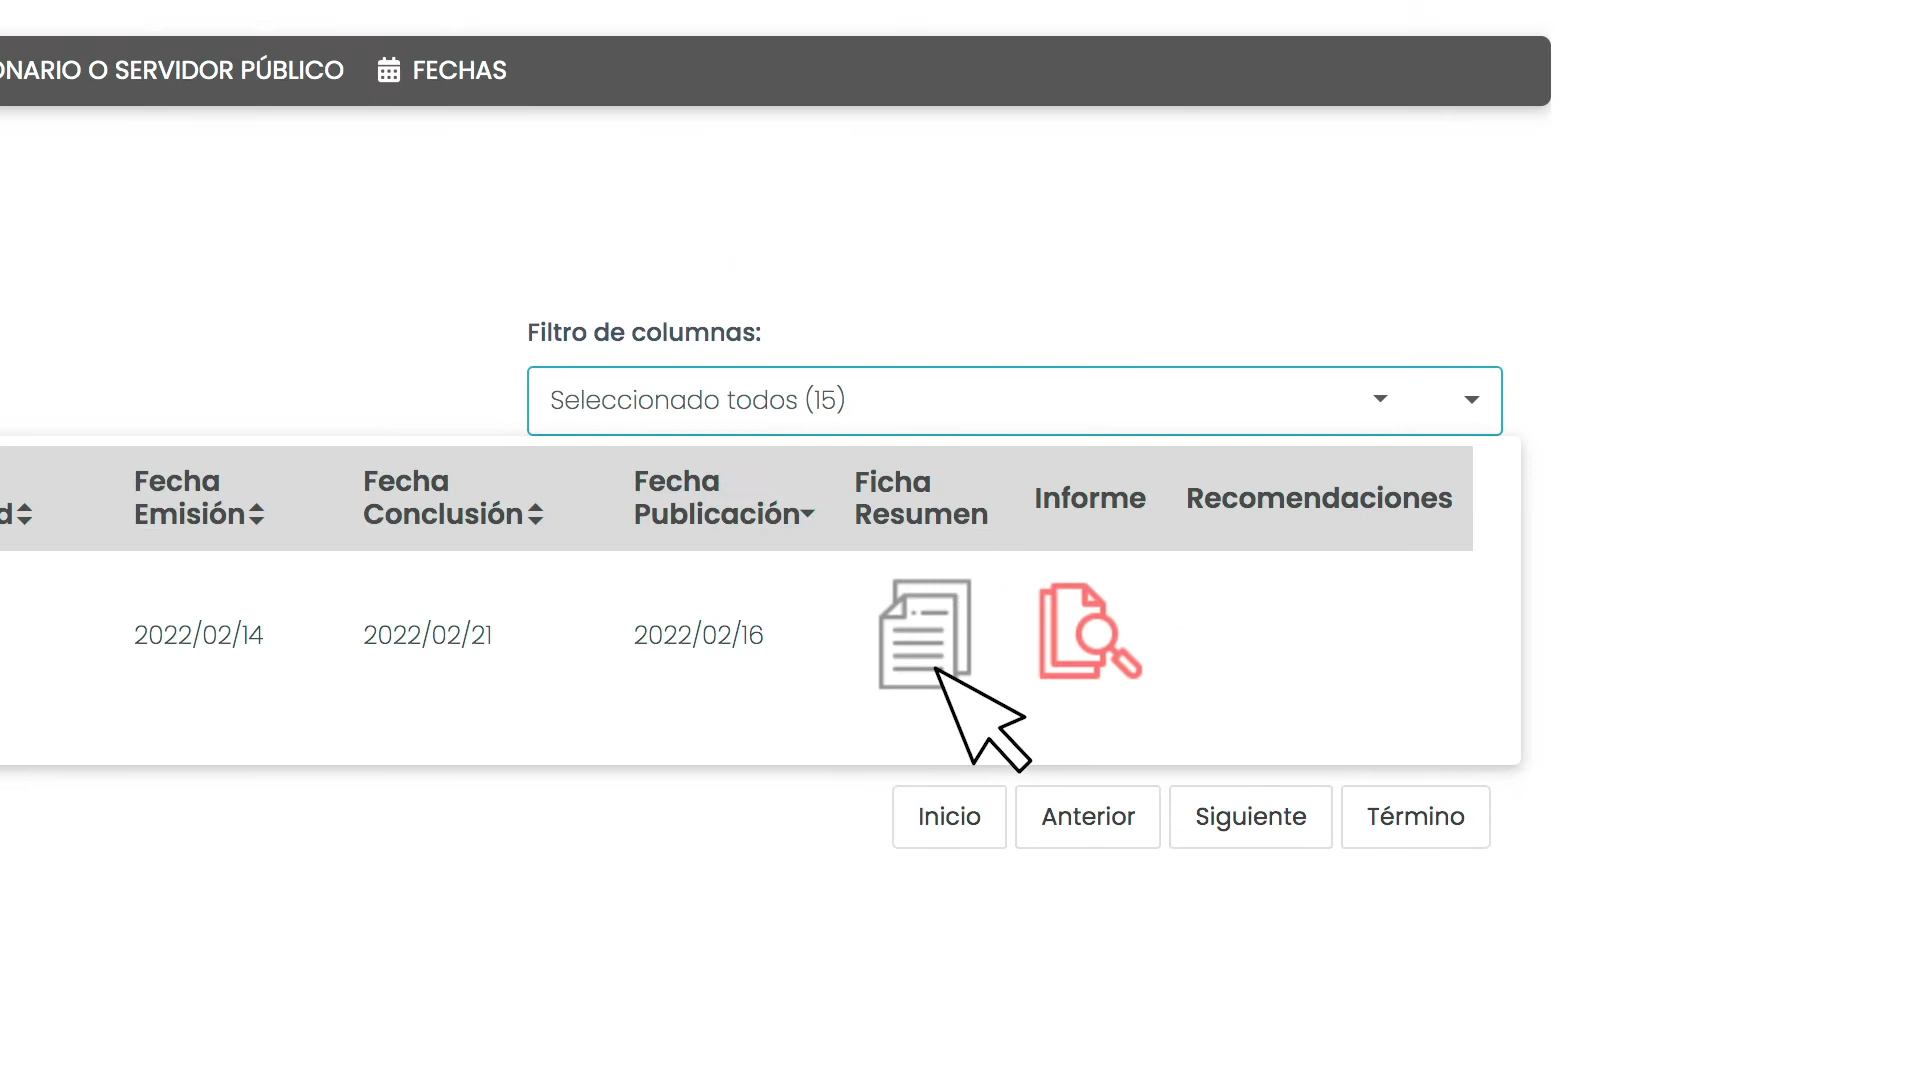 ONARIO O SERVIDOR PÚBLICO FECHAS
Filtro de columnas:
Seleccionado todos (15)
d Fecha Emisión Fecha Conclusión Fecha Publicación Ficha Resumen Informe Recomendaciones
2022/02/14 2022/02/21 2022/02/16
Inicio Anterior Siguiente Término